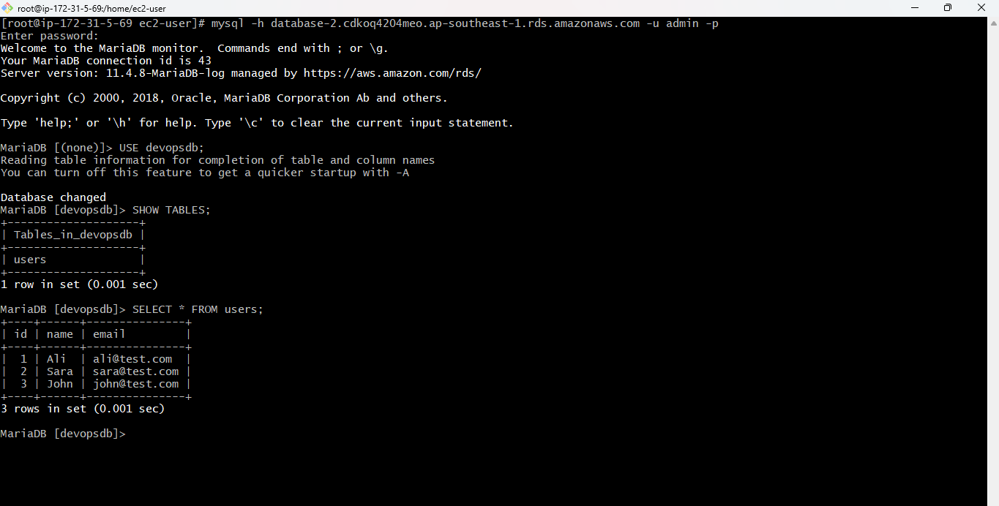 root@ip-172-31-5-69:/home/ec2-user
[root@ip-172-31-5-69 ec2-user]# mysql -h database-2.cdkoq4204meo.ap-southeast-1.rds.amazonaws.com -u admin -p
Enter password:
Welcome to the MariaDB monitor.  Commands end with ; or \g.
Your MariaDB connection id is 43
Server version: 11.4.8-MariaDB-log managed by https://aws.amazon.com/rds/
Copyright (c) 2000, 2018, Oracle, MariaDB Corporation Ab and others.
Type 'help;' or '\h' for help. Type '\c' to clear the current input statement.
MariaDB [(none)]> USE devopsdb;
Reading table information for completion of table and column names
You can turn off this feature to get a quicker startup with -A
Database changed
MariaDB [devopsdb]> SHOW TABLES;
+--------------------+
| Tables_in_devopsdb |
+--------------------+
| users              |
+--------------------+
1 row in set (0.001 sec)
MariaDB [devopsdb]> SELECT * FROM users;
+----+------+---------------+
| id | name | email         |
+----+------+---------------+
|  1 | Ali  | ali@test.com  |
|  2 | Sara | sara@test.com |
|  3 | John | john@test.com |
+----+------+---------------+
3 rows in set (0.001 sec)
MariaDB [devopsdb]>